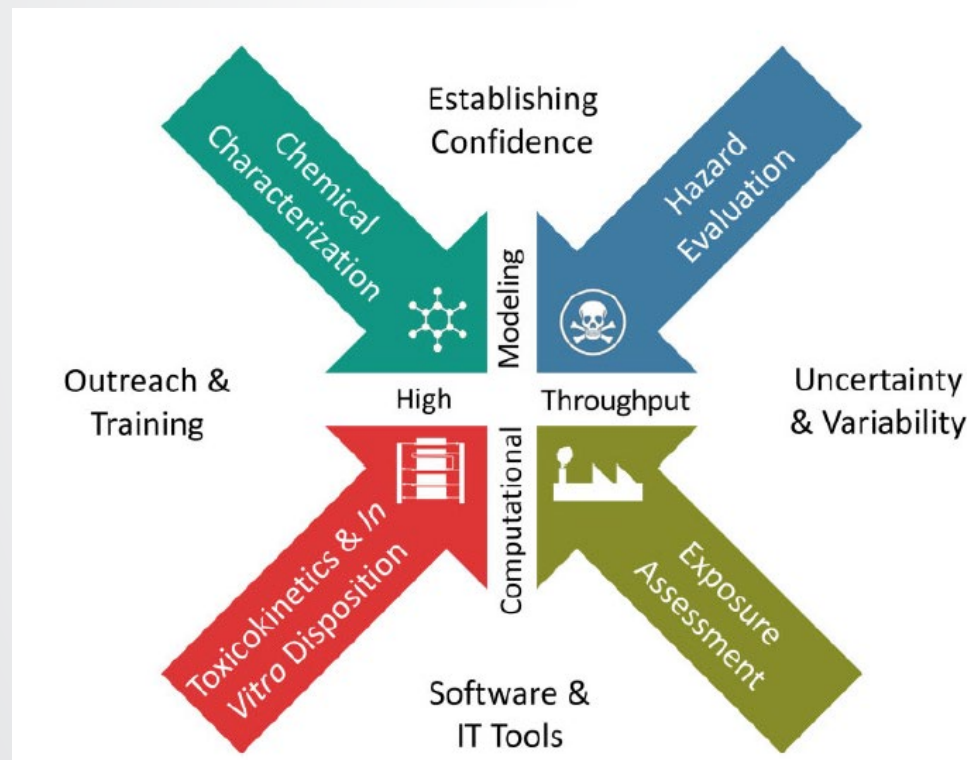 Establishing
Confidence
Chemical
Characterization
Hazard
Evaluation
Modeling
Outreach &
Training
High
Throughput
Uncertainty
& Variability
Computational
Toxicokinetics & In
Vitro Disposition
Exposure
Assessment
Software &
IT Tools